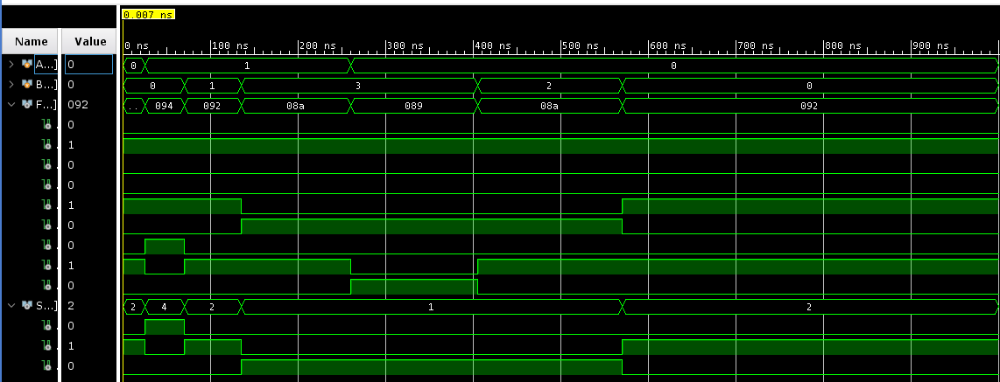 0.007 ns
Name Value 0 ns 100 ns 200 ns 300 ns 400 ns 500 ns 600 ns 700 ns 800 ns 900 ns
A...] 0 0 1 0
B...] 0 0 1 3 2 0
F...] 092 .. 094 092 08a 089 08a 092
. 0
. 1
. 0
. 0
. 1
. 0
. 0
. 1
. 0
S...] 2 2 4 2 1 2
. 0
. 1
. 0